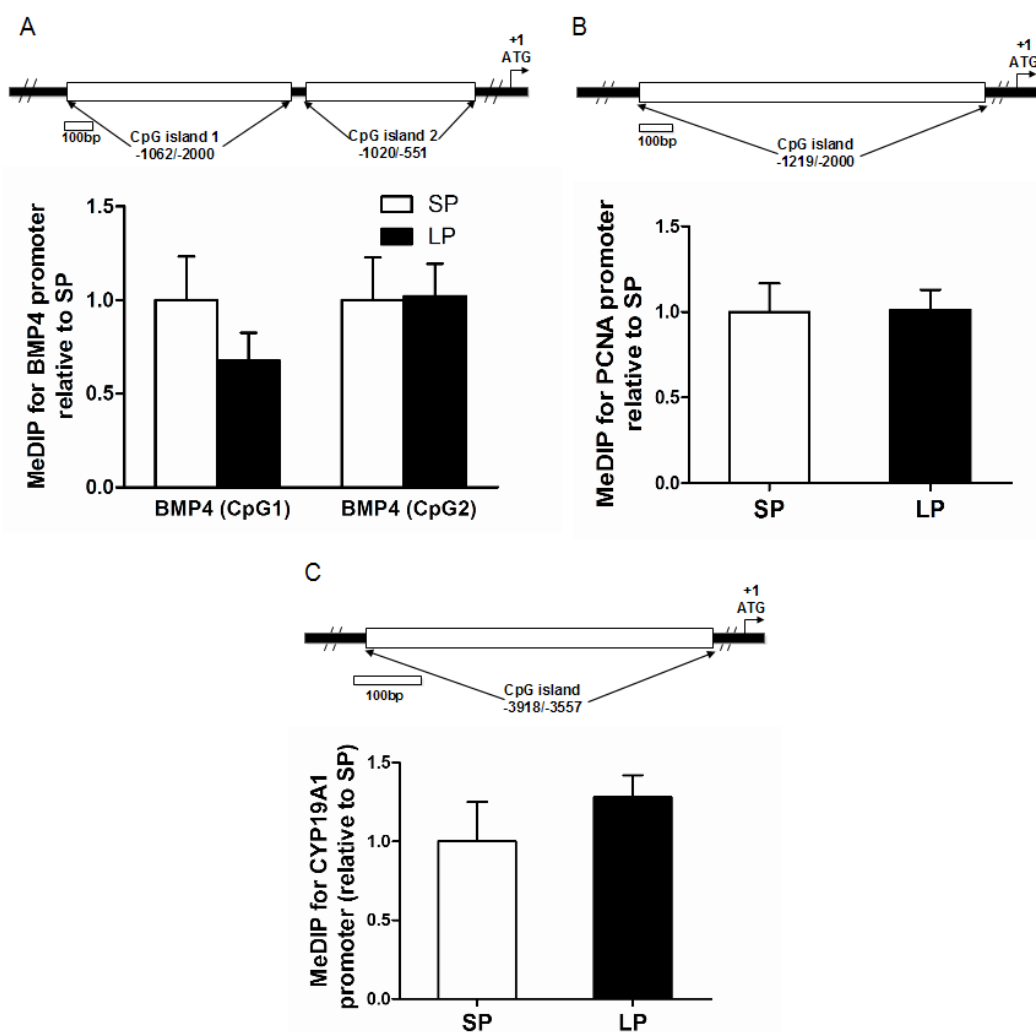 A
+1
ATG
CpG island 1
-1062/-2000
CpG island 2
-1020/-551
100bp
MeDIP for BMP4 promoter
relative to SP
1.5
1.0
0.5
0.0
SP
LP
BMP4 (CpG1)
BMP4 (CpG2)
B
+1
ATG
100bp
CpG island
-1219/-2000
MeDIP for PCNA promoter
relative to SP
1.5
1.0
0.5
0.0
SP
LP
C
+1
ATG
100bp
CpG island
-3918/-3557
MeDIP for CYP19A1
promoter (relative to SP)
1.5
1.0
0.5
0.0
SP
LP